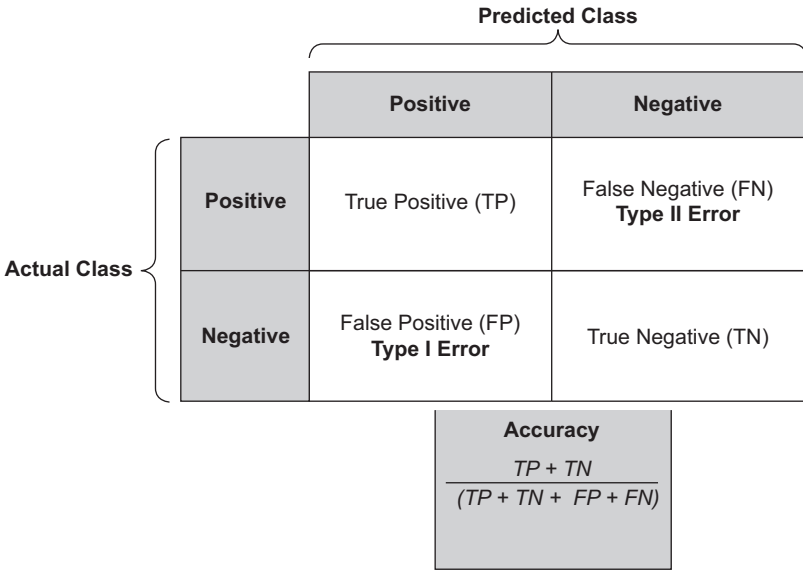 Predicted Class
Positive
Negative
Actual Class
Positive
True Positive (TP)
False Negative (FN)
Type II Error
Negative
False Positive (FP)
Type I Error
True Negative (TN)
Accuracy
TP + TN
(TP + TN + FP + FN)